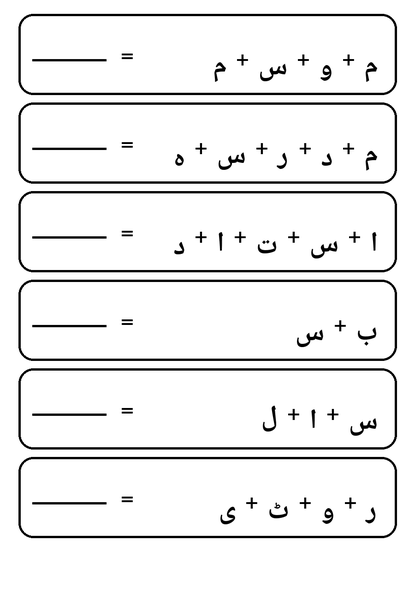 م + و + س + م = ______
م + د + ر + س + ہ = ______
ا + س + ت + ا + د = ______
ب + س = ______
س + ا + ل = ______
ر + و + ٹ + ی = ______